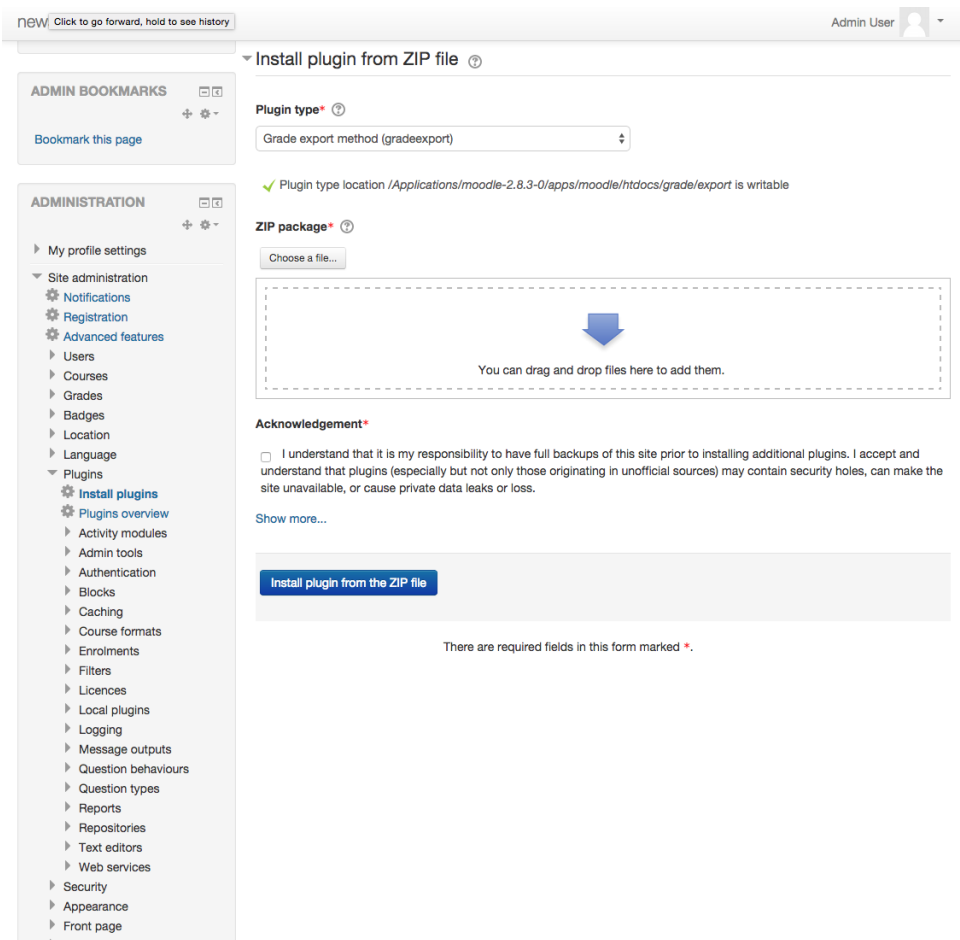 new
Click to go forward, hold to see history
Admin User
ADMIN BOOKMARKS
Bookmark this page
ADMINISTRATION
My profile settings
Site administration
Notifications
Registration
Advanced features
Users
Courses
Grades
Badges
Location
Language
Plugins
Install plugins
Plugins overview
Activity modules
Admin tools
Authentication
Blocks
Caching
Course formats
Enrolments
Filters
Licences
Local plugins
Logging
Message outputs
Question behaviours
Question types
Reports
Repositories
Text editors
Web services
Security
Appearance
Front page
Install plugin from ZIP file
Plugin type*
Grade export method (gradeexport)
Plugin type location /Applications/moodle-2.8.3-0/apps/moodle/htdocs/grade/export is writable
ZIP package*
Choose a file...
You can drag and drop files here to add them.
Acknowledgement*
I understand that it is my responsibility to have full backups of this site prior to installing additional plugins. I accept and
understand that plugins (especially but not only those originating in unofficial sources) may contain security holes, can make the
site unavailable, or cause private data leaks or loss.
Show more...
Install plugin from the ZIP file
There are required fields in this form marked *.